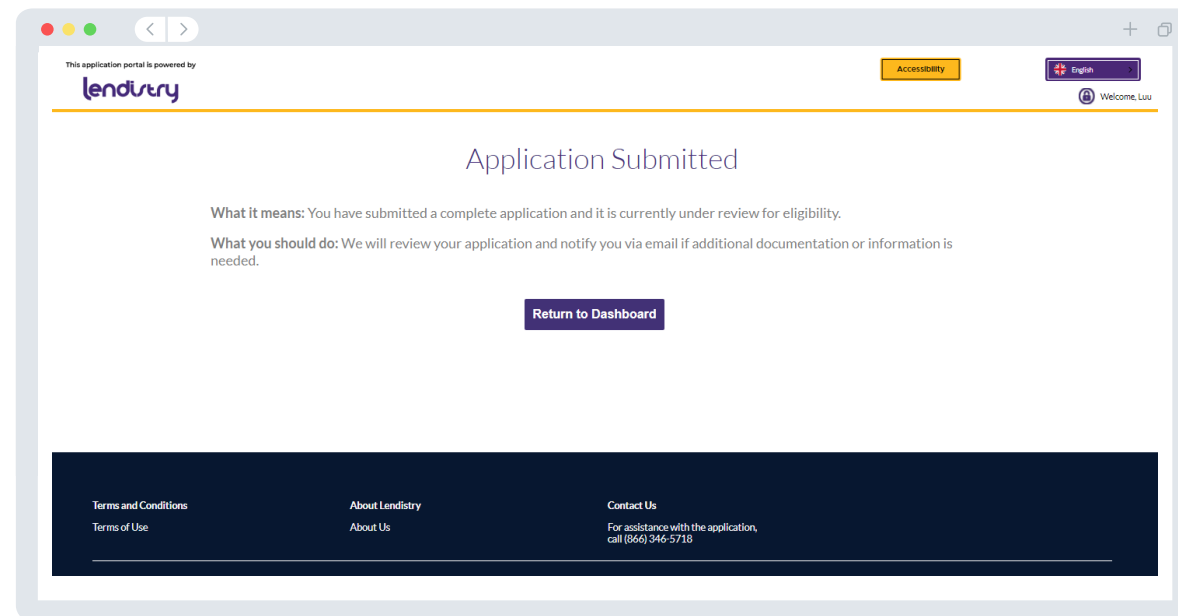 This application portal is powered by
lendistry
Accessibility
English
Welcome, Luu
Application Submitted
What it means: You have submitted a complete application and it is currently under review for eligibility.
What you should do: We will review your application and notify you via email if additional documentation or information is
needed.
Return to Dashboard
Terms and Conditions
About Lendistry
Contact Us
Terms of Use
About Us
For assistance with the application,
call (866) 346-5718